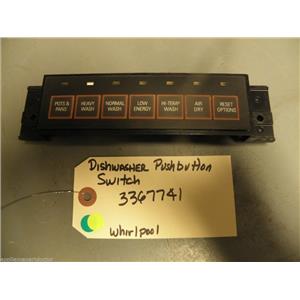 POTS & PANS
HEAVY WASH
NORMAL WASH
LOW ENERGY
HI-TEMP WASH
AIR DRY
RESET OPTIONS
Dishwasher Pushbutton
Switch
3367741
Whirlpool